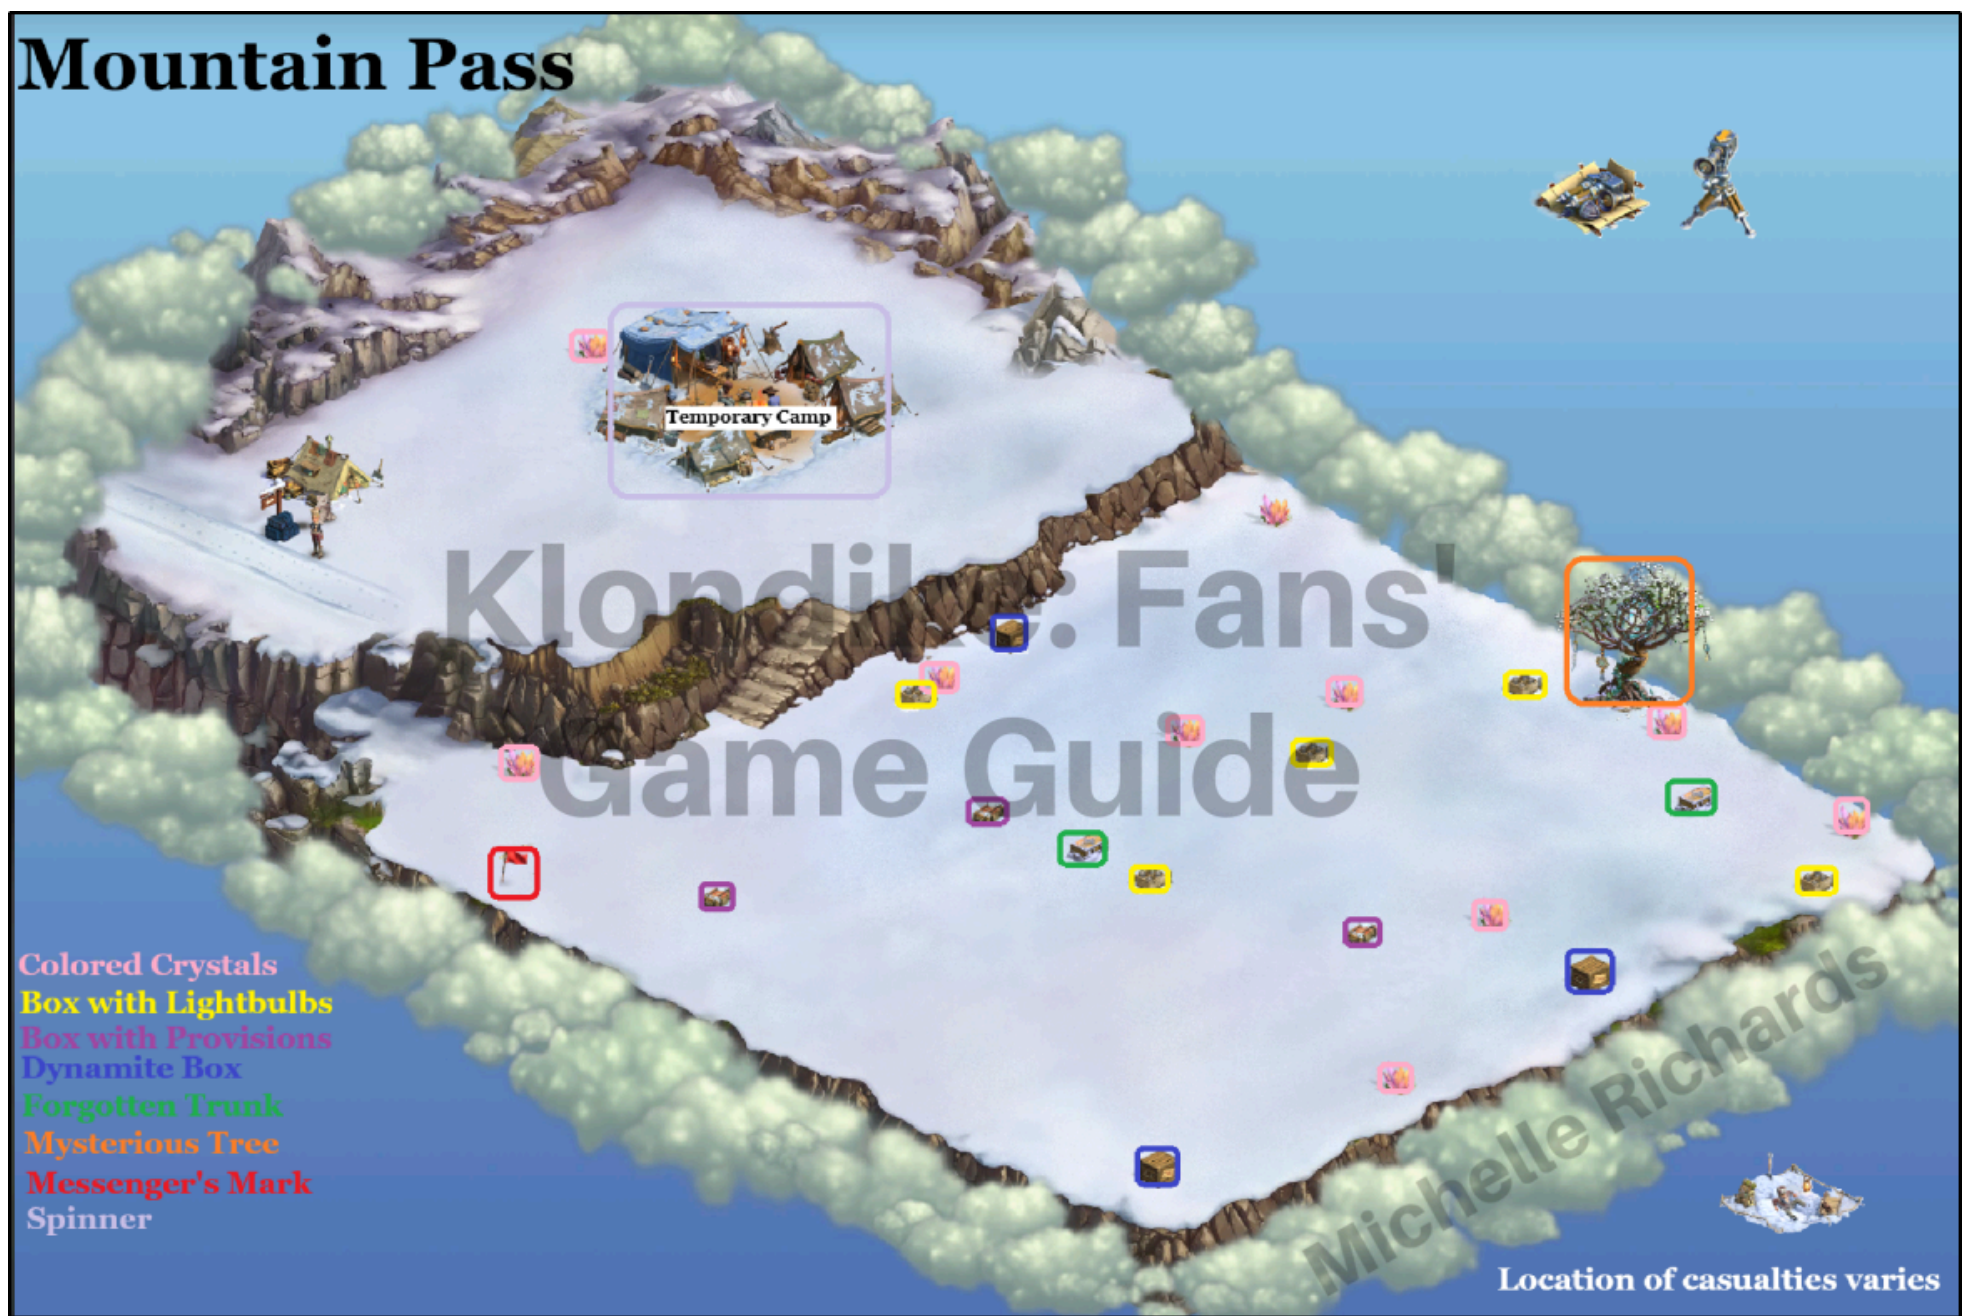 Mountain Pass
Temporary Camp
Klondike: Fans'
Game Guide
Colored Crystals
Box with Lightbulbs
Box with Provisions
Dynamite Box
Forgotten Trunk
Mysterious Tree
Messenger's Mark
Spinner
Michelle Richards
Location of casualties varies